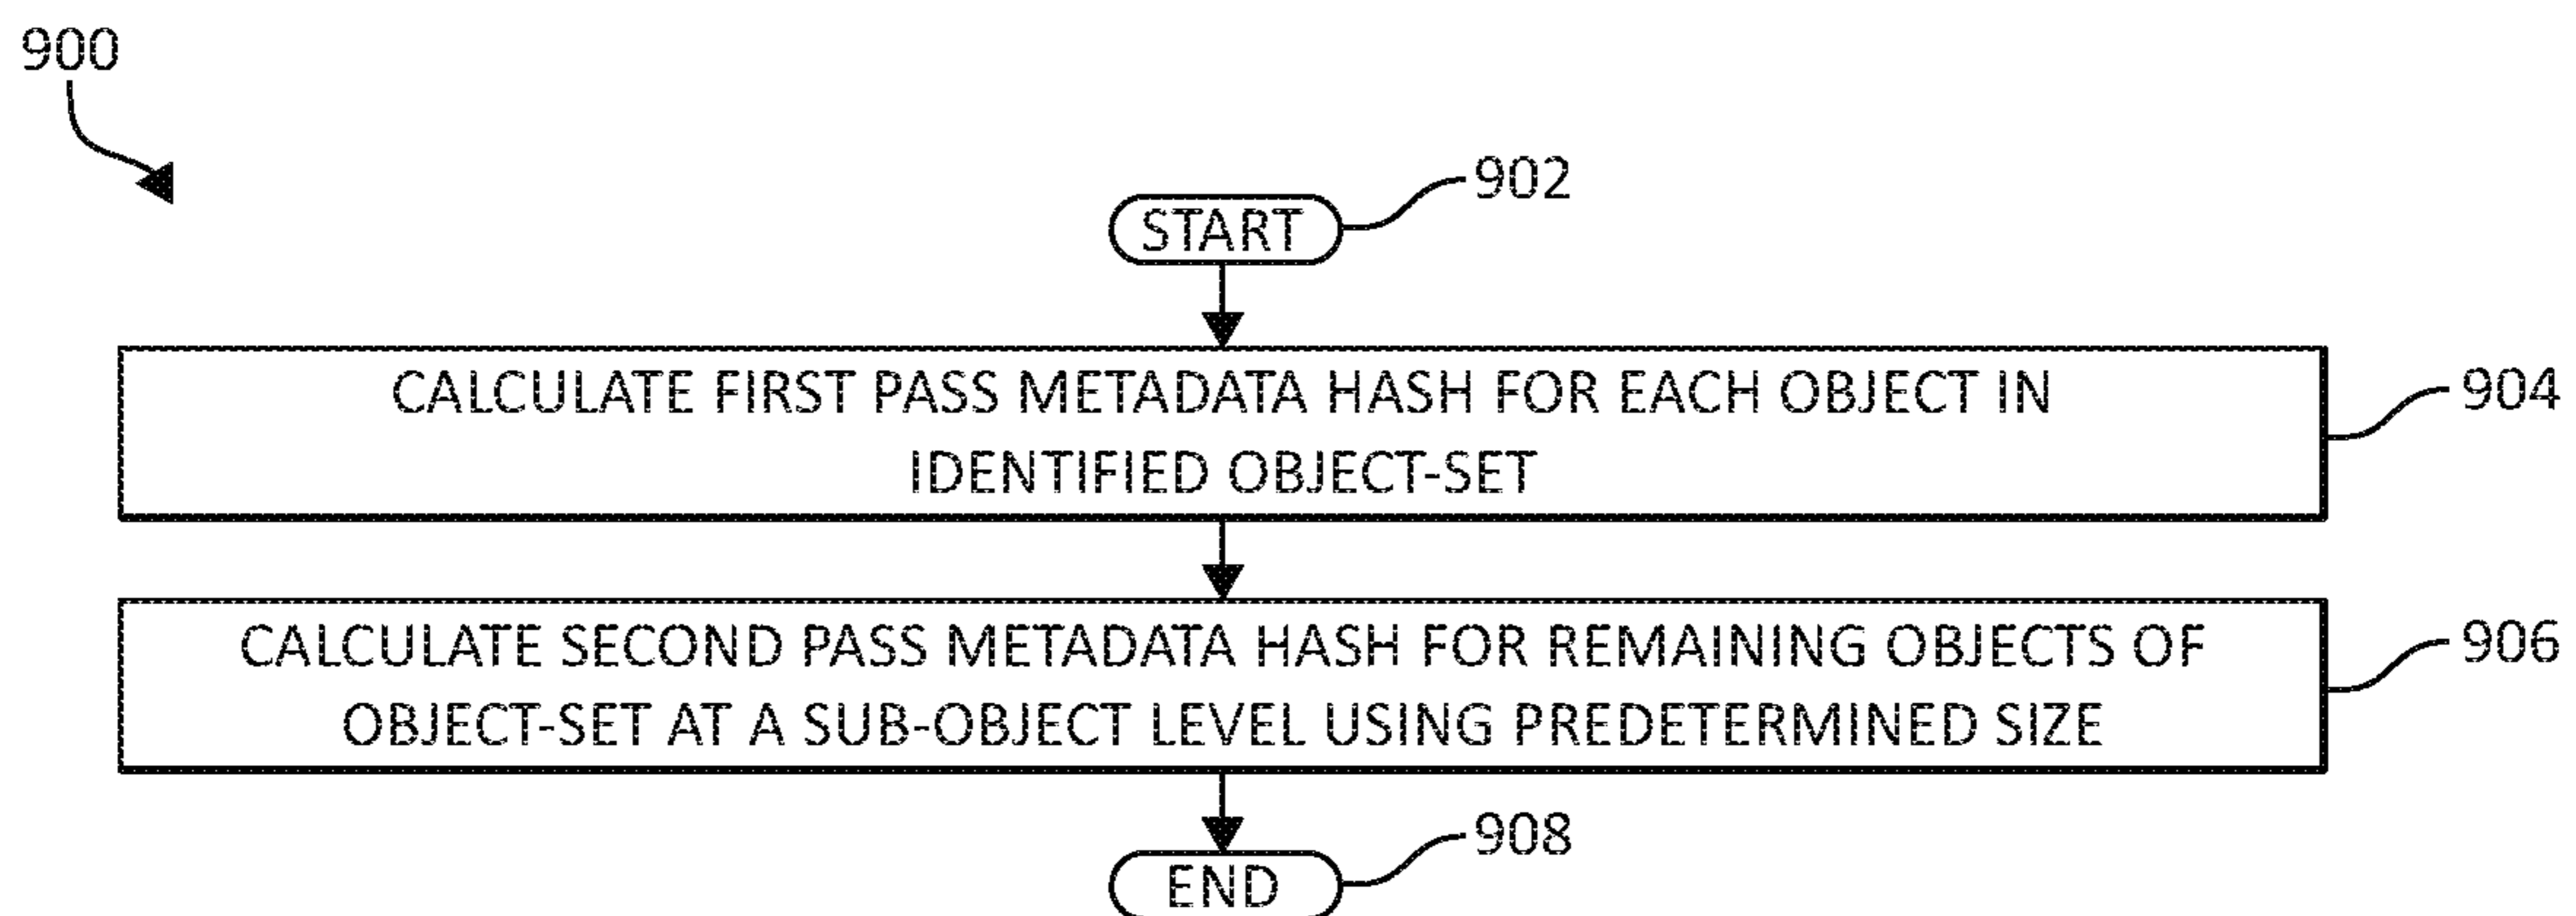 900
902
START
CALCULATE FIRST PASS METADATA HASH FOR EACH OBJECT IN
IDENTIFIED OBJECT-SET
904
CALCULATE SECOND PASS METADATA HASH FOR REMAINING OBJECTS OF
OBJECT-SET AT A SUB-OBJECT LEVEL USING PREDETERMINED SIZE
906
908
END